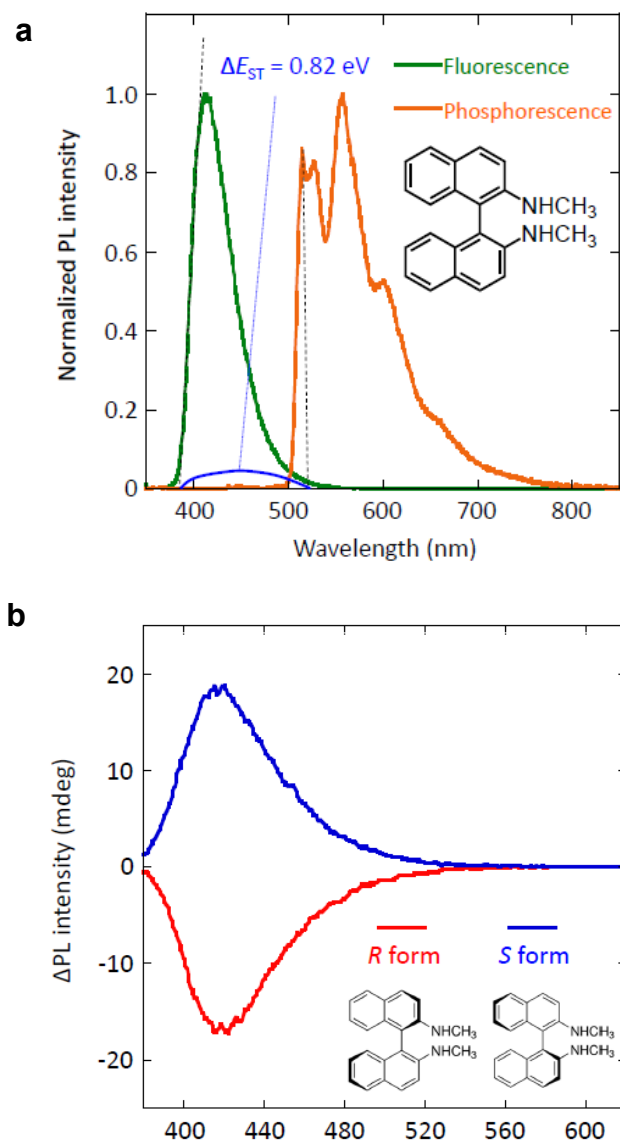 a
ΔE_ST = 0.82 eV
Fluorescence
Phosphorescence
NHCH3
NHCH3
1.0
0.8
0.6
0.4
0.2
0
Normalized PL intensity
400 500 600 700 800
Wavelength (nm)
b
20
10
0
-10
-20
ΔPL intensity (mdeg)
R form S form
NHCH3 NHCH3
NHCH3 NHCH3
400 440 480 520 560 600